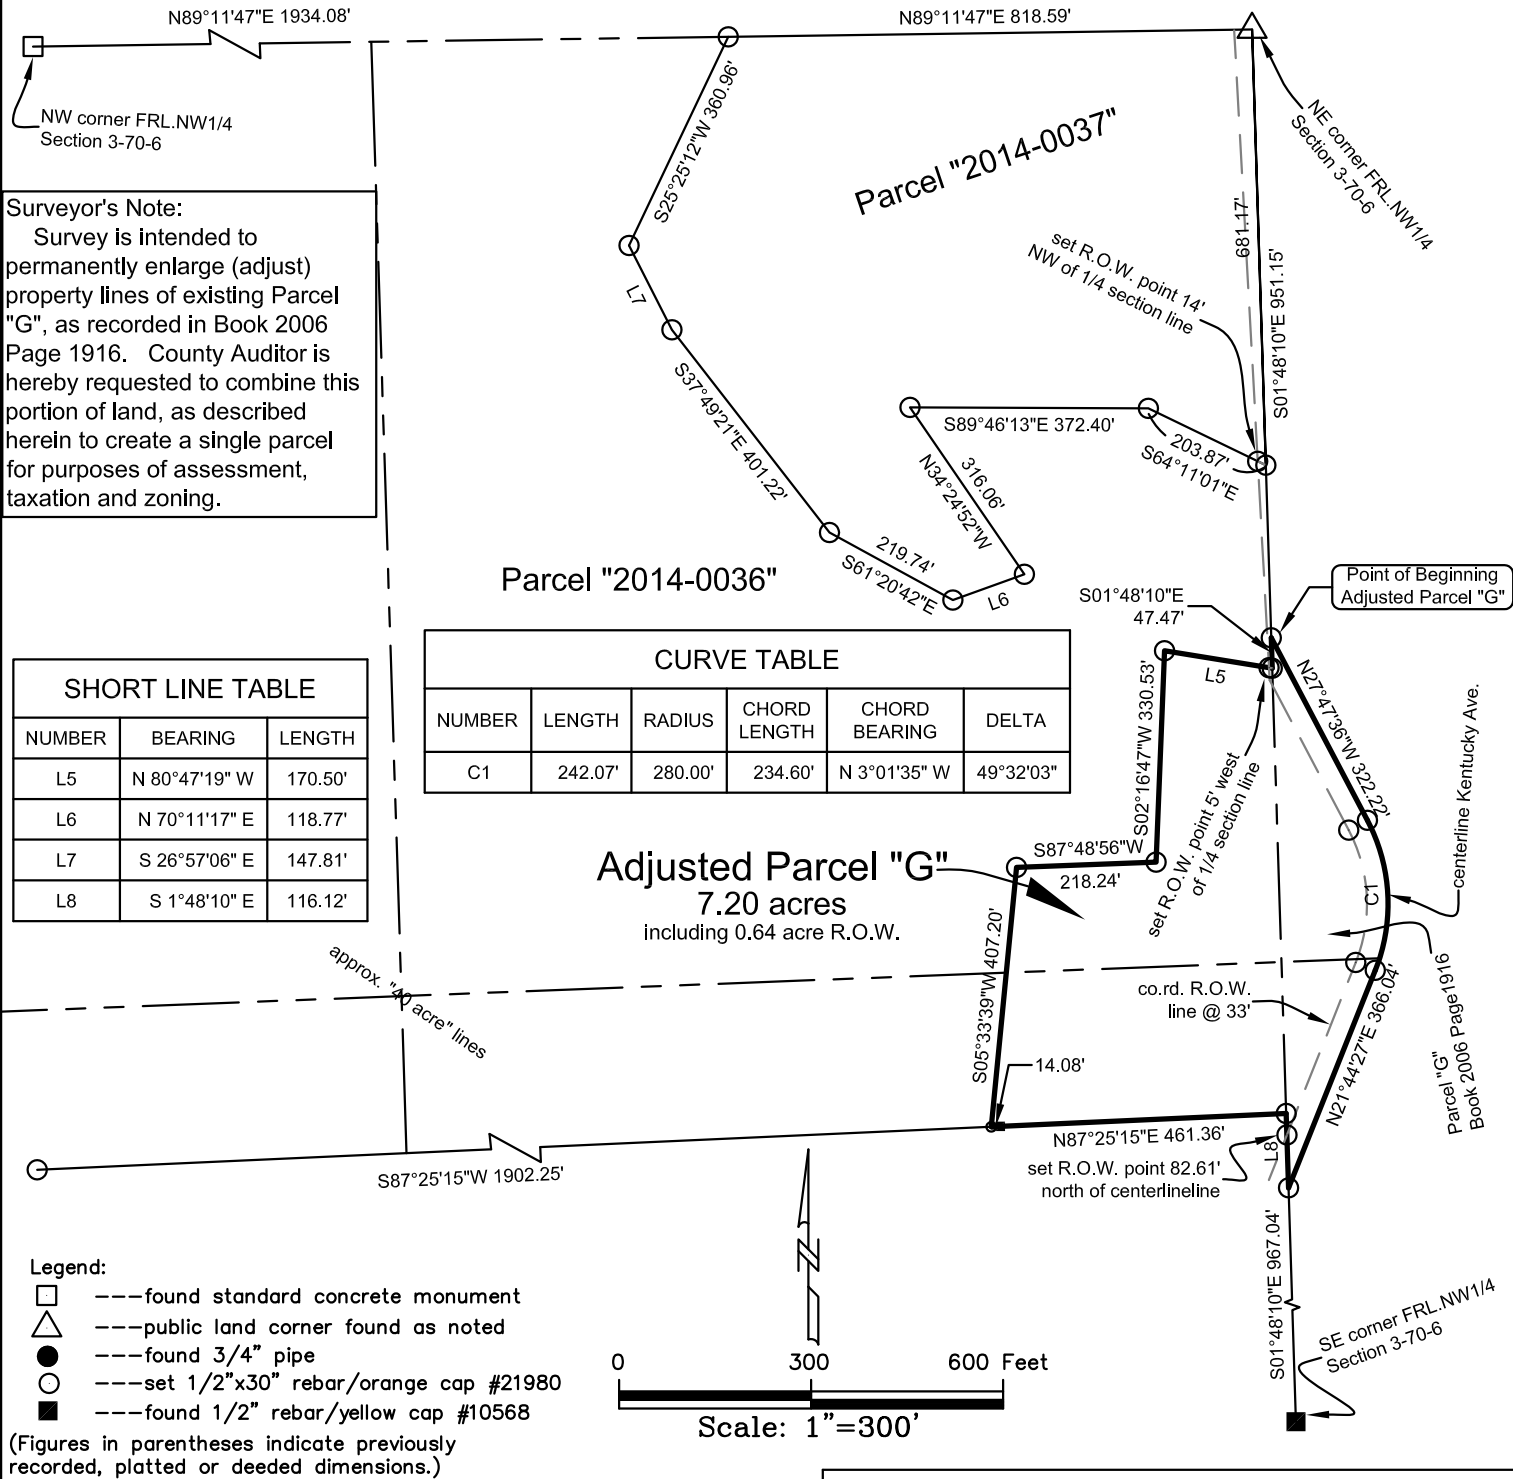 N89°11'47"E 1934.08'
N89°11'47"E 818.59'
NW corner FRL.NW1/4
Section 3-70-6
S25°25'12"W 360.96'
Parcel "2014-0037"
NE corner FRL.NW1/4
Section 3-70-6
681.17'
S01°48'10"E 951.15'
set R.O.W. point 14'
NW of 1/4 section line
Surveyor's Note:
Survey is intended to
permanently enlarge (adjust)
property lines of existing Parcel
"G", as recorded in Book 2006
Page 1916. County Auditor is
hereby requested to combine this
portion of land, as described
herein to create a single parcel
for purposes of assessment,
taxation and zoning.
L7
S37°49'21"E 401.22'
S89°46'13"E 372.40'
203.87'
S64°11'01"E
316.06'
N34°24'52"W
219.74'
S61°20'42"E
L6
Parcel "2014-0036"
S01°48'10"E
47.47'
Point of Beginning
Adjusted Parcel "G"
SHORT LINE TABLE
NUMBER BEARING LENGTH
L5 N 80°47'19" W 170.50'
L6 N 70°11'17" E 118.77'
L7 S 26°57'06" E 147.81'
L8 S 1°48'10" E 116.12'
CURVE TABLE
NUMBER LENGTH RADIUS CHORD LENGTH CHORD BEARING DELTA
C1 242.07' 280.00' 234.60' N 3°01'35" W 49°32'03"
L5
N27°47'36"W 322.22'
S02°16'47"W 330.53'
set R.O.W. point 5' west
of 1/4 section line
centerline Kentucky Ave.
C1
S87°48'56"W
218.24'
Adjusted Parcel "G"
7.20 acres
including 0.64 acre R.O.W.
approx. "40 acre" lines
S05°33'39"W 407.20'
co.rd. R.O.W.
line @ 33'
N21°44'27"E 366.04'
Parcel "G"
Book 2006 Page1916
14.08'
N87°25'15"E 461.36'
L8
set R.O.W. point 82.61'
north of centerlineline
S87°25'15"W 1902.25'
S01°48'10"E 967.04'
SE corner FRL.NW1/4
Section 3-70-6
N
Legend:
---found standard concrete monument
---public land corner found as noted
---found 3/4" pipe
---set 1/2"x30" rebar/orange cap #21980
---found 1/2" rebar/yellow cap #10568
(Figures in parentheses indicate previously
recorded, platted or deeded dimensions.)
0 300 600 Feet
Scale: 1"=300'